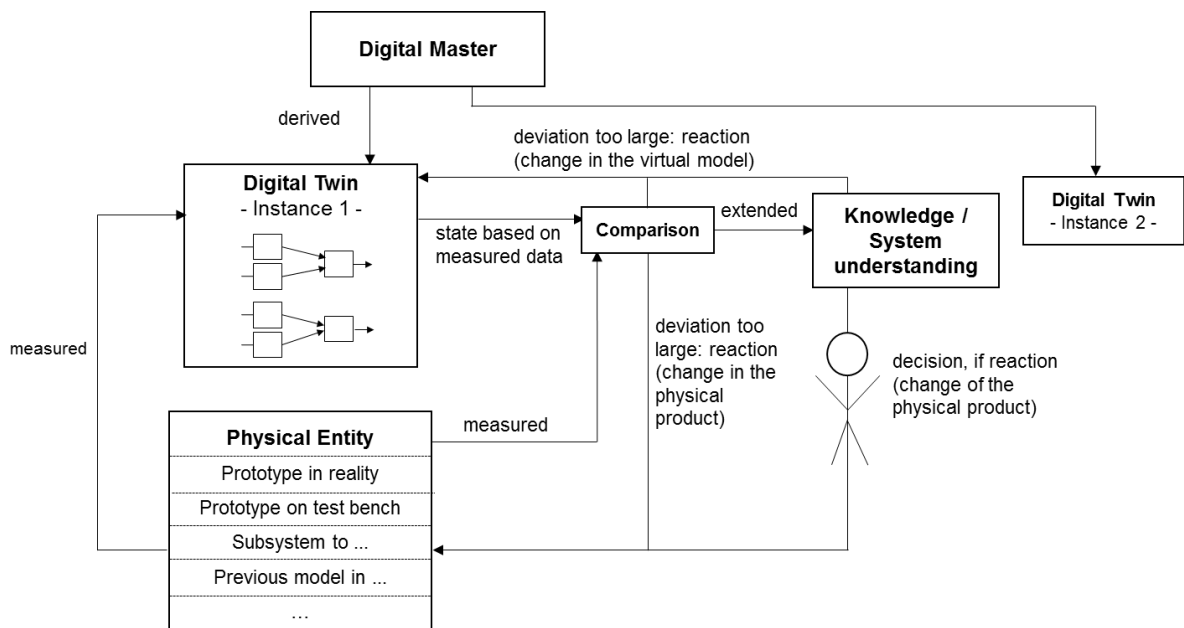 Digital Master
derived
deviation too large: reaction
(change in the virtual model)
Digital Twin
- Instance 1 -
state based on
measured data
Comparison
extended
Knowledge /
System
understanding
Digital Twin
- Instance 2 -
measured
deviation too
large: reaction
(change in the
physical
product)
decision, if reaction
(change of the
physical product)
Physical Entity
measured
Prototype in reality
Prototype on test bench
Subsystem to ...
Previous model in ...
...